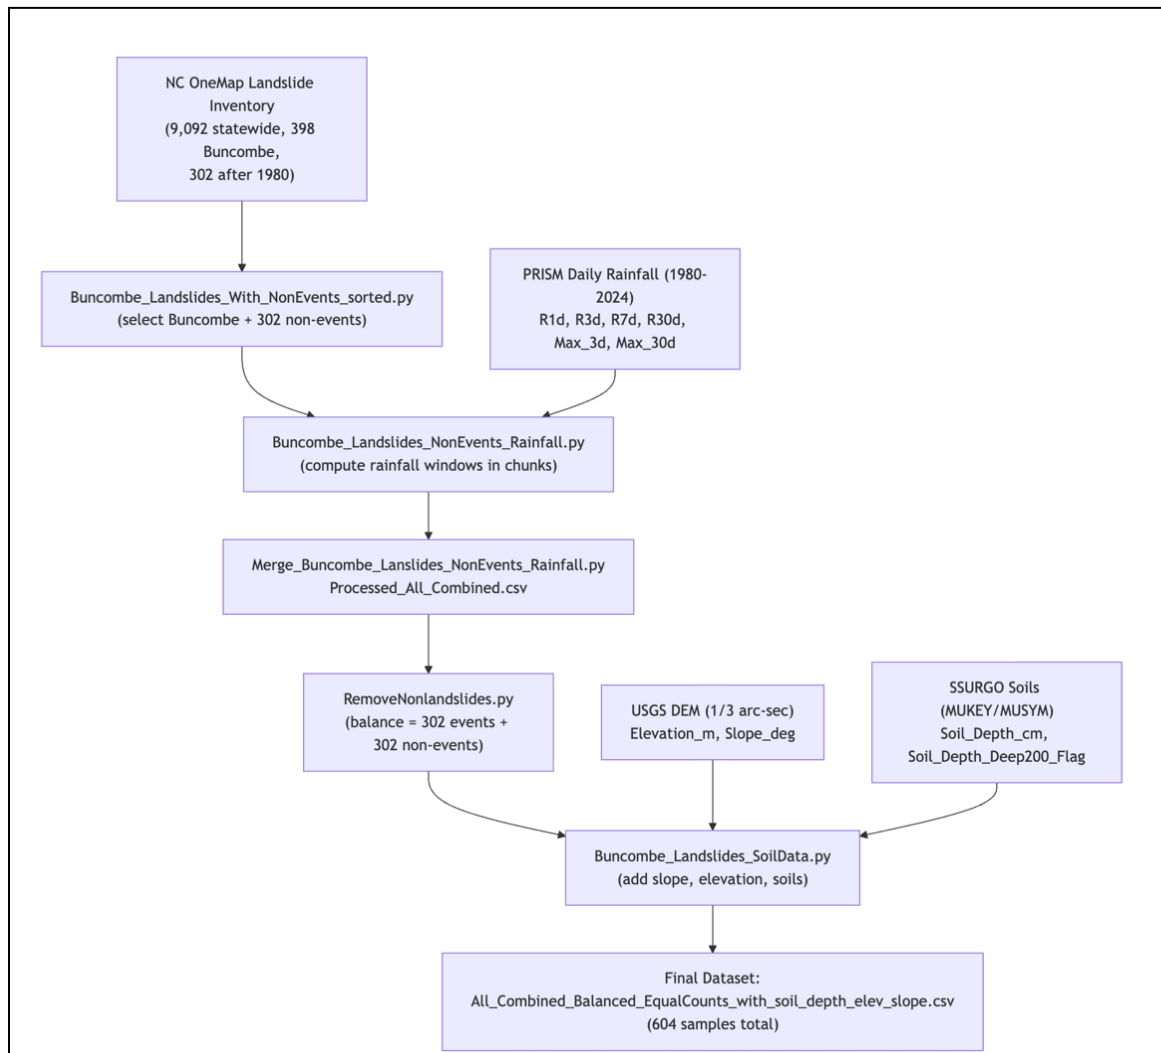 NC OneMap Landslide
Inventory
(9,092 statewide, 398
Buncombe,
302 after 1980)
Buncombe_Landslides_With_NonEvents_sorted.py
(select Buncombe + 302 non-events)
PRISM Daily Rainfall (1980-
2024)
R1d, R3d, R7d, R30d,
Max_3d, Max_30d
Buncombe_Landslides_NonEvents_Rainfall.py
(compute rainfall windows in chunks)
Merge_Buncombe_Lanslides_NonEvents_Rainfall.py
Processed_All_Combined.csv
RemoveNonlandslides.py
(balance = 302 events +
302 non-events)
USGS DEM (1/3 arc-sec)
Elevation_m, Slope_deg
SSURGO Soils
(MUKEY/MUSYM)
Soil_Depth_cm,
Soil_Depth_Deep200_Flag
Buncombe_Landslides_SoilData.py
(add slope, elevation, soils)
Final Dataset:
All_Combined_Balanced_EqualCounts_with_soil_depth_elev_slope.csv
(604 samples total)